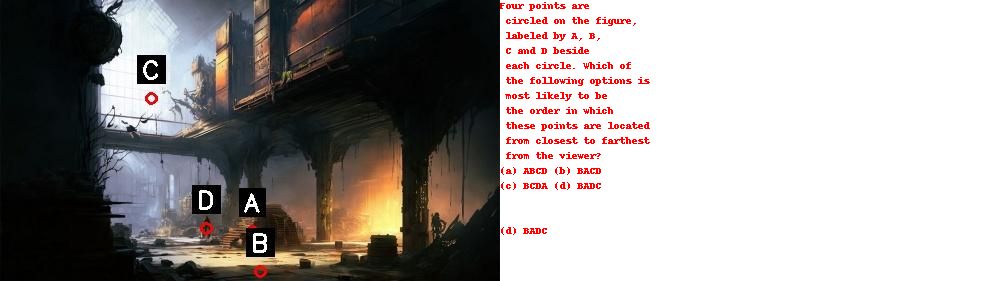 C
D
A
B
Four points are
circled on the figure,
labeled by A, B,
C and D beside
each circle. Which of
the following options is
most likely to be
the order in which
these points are located
from closest to farthest
from the viewer?
(a) ABCD (b) BACD
(c) BCDA (d) BADC
(d) BADC